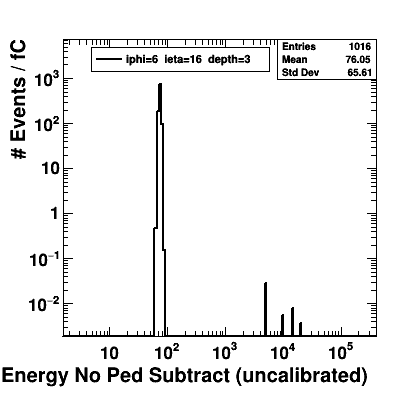 # Events / fC
iphi=6 ieta=16 depth=3
Entries 1016
Mean 76.05
Std Dev 65.61
10³
10²
10
1
10⁻¹
10⁻²
10 10² 10³ 10⁴ 10⁵
Energy No Ped Subtract (uncalibrated)